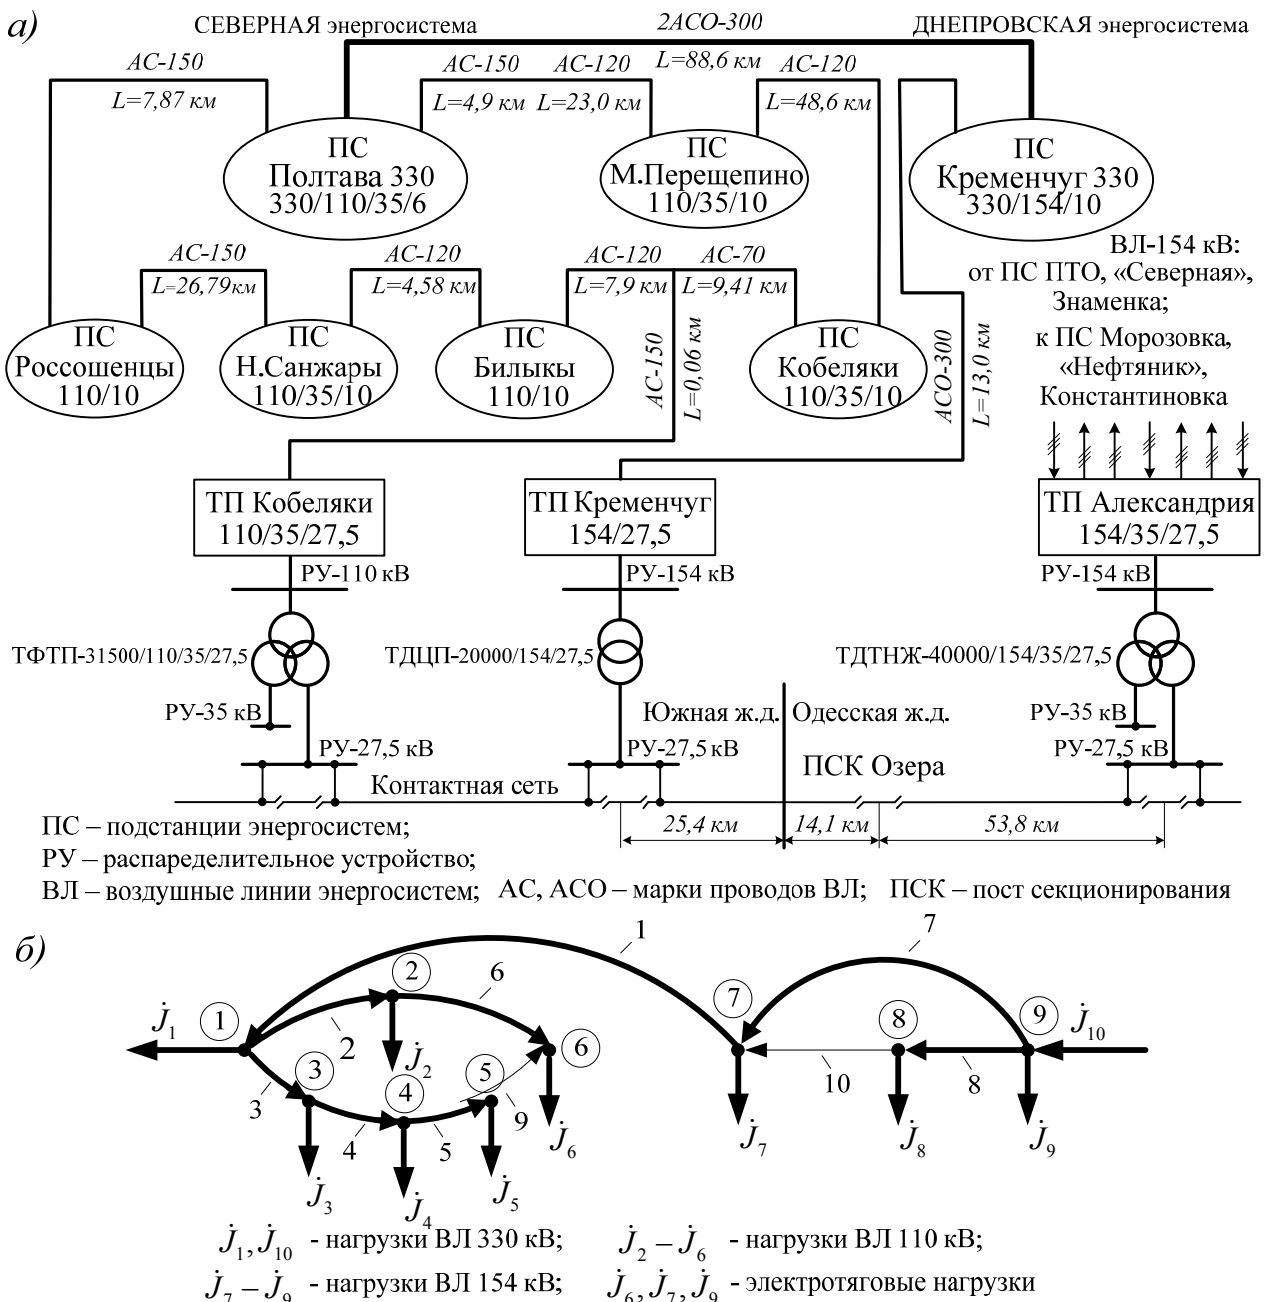 а)
СЕВЕРНАЯ энергосистема
2АСО-300
ДНЕПРОВСКАЯ энергосистема
АС-150
АС-150
АС-120
L=88,6 км
АС-120
L=7,87 км
L=4,9 км
L=23,0 км
L=48,6 км
ПС
Полтава 330
330/110/35/6
ПС
М.Перещепино
110/35/10
ПС
Кременчуг 330
330/154/10
АС-150
АС-120
АС-120
АС-70
L=26,79км
L=4,58 км
L=7,9 км
L=9,41 км
ВЛ-154 кВ:
от ПС ПТО, «Северная»,
Знаменка;
к ПС Морозовка,
«Нефтяник»,
Константиновка
ПС
Россошенцы
110/10
ПС
Н.Санжары
110/35/10
ПС
Билыкы
110/10
АС-150
L=0,06 км
ПС
Кобеляки
110/35/10
АСО-300
L=13,0 км
ТП Кобеляки
110/35/27,5
ТП Кременчуг
154/27,5
ТП Александрия
154/35/27,5
РУ-110 кВ
РУ-154 кВ
РУ-154 кВ
ТФТП-31500/110/35/27,5
ТДЦП-20000/154/27,5
ТДТНЖ-40000/154/35/27,5
РУ-35 кВ
Южная ж.д.
Одесская ж.д.
РУ-35 кВ
РУ-27,5 кВ
РУ-27,5 кВ
РУ-27,5 кВ
ПСК Озера
Контактная сеть
25,4 км
14,1 км
53,8 км
ПС – подстанции энергосистем;
РУ – распаределительное устройство;
ВЛ – воздушные линии энергосистем; АС, АСО – марки проводов ВЛ; ПСК – пост секционирования
б)
1
7
2
6
7
8
9
J̇₁
1
J̇₁₀
2
J̇₂
6
3
3
4
5
9
10
8
4
5
J̇₆
J̇₇
J̇₈
J̇₉
J̇₃
J̇₄
J̇₅
J̇₁, J̇₁₀ - нагрузки ВЛ 330 кВ;
J̇₂ – J̇₆ - нагрузки ВЛ 110 кВ;
J̇₇ – J̇₉ - нагрузки ВЛ 154 кВ;
J̇₆, J̇₇, J̇₉ - электротяговые нагрузки